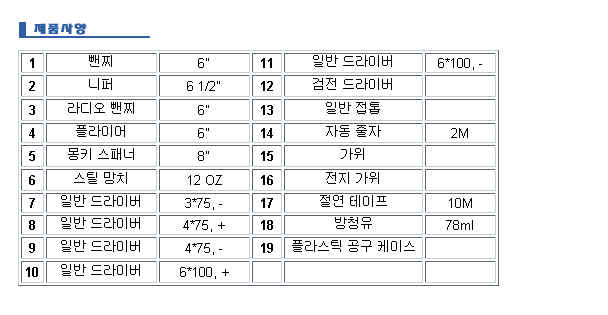 제품사양
1 뺀찌 6" 11 일반 드라이버 6*100, -
2 니퍼 6 1/2" 12 검전 드라이버
3 라디오 뺀찌 6" 13 일반 접톱
4 플라이어 6" 14 자동 줄자 2M
5 몽키 스패너 8" 15 가위
6 스틸 망치 12 OZ 16 전지 가위
7 일반 드라이버 3*75, - 17 절연 테이프 10M
8 일반 드라이버 4*75, + 18 방청유 78ml
9 일반 드라이버 4*75, - 19 플라스틱 공구 케이스
10 일반 드라이버 6*100, +